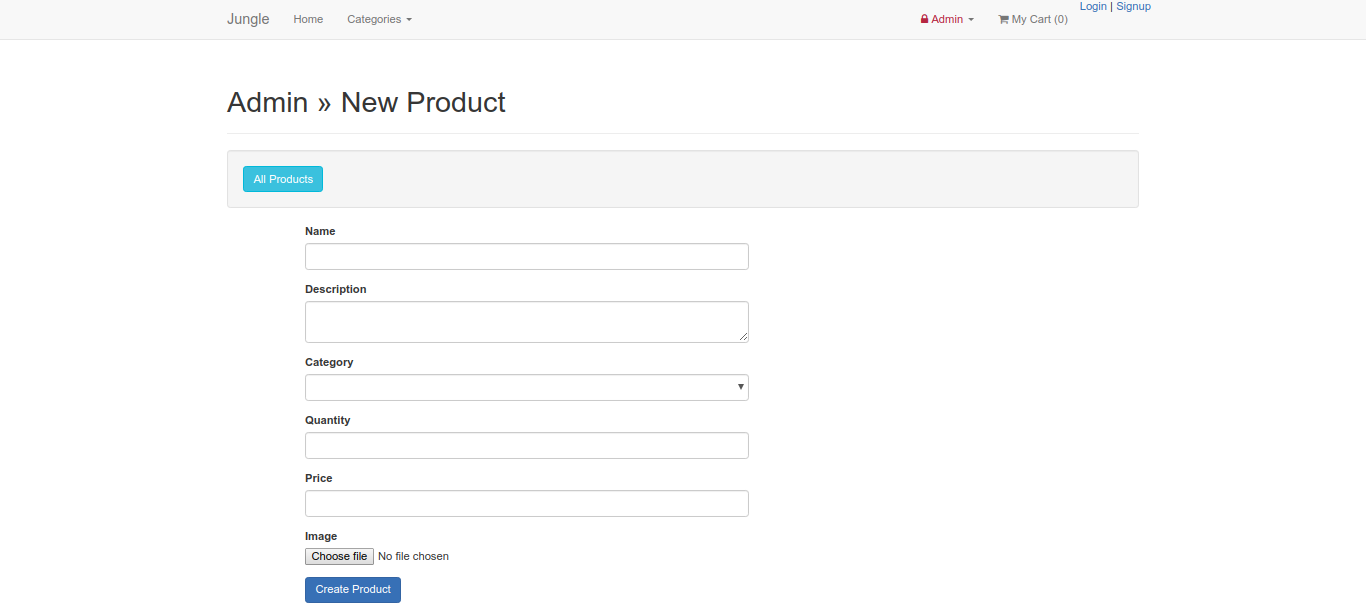 Jungle Home Categories Admin My Cart (0) Login | Signup
Admin » New Product
All Products
Name
Description
Category
Quantity
Price
Image
Choose file No file chosen
Create Product